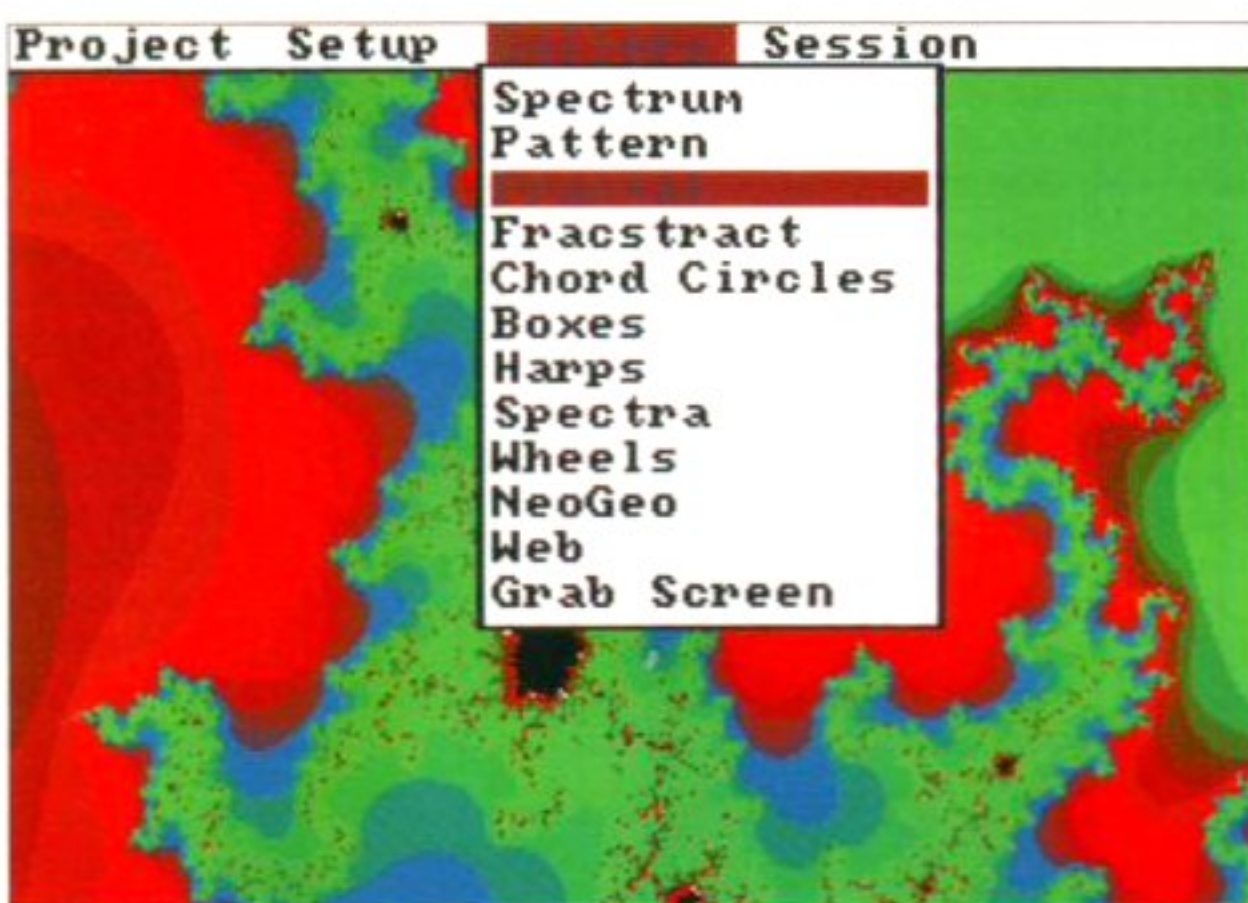 Project Setup Session
Spectrum
Pattern
Fracstract
Chord Circles
Boxes
Harps
Spectra
Wheels
NeoGeo
Web
Grab Screen